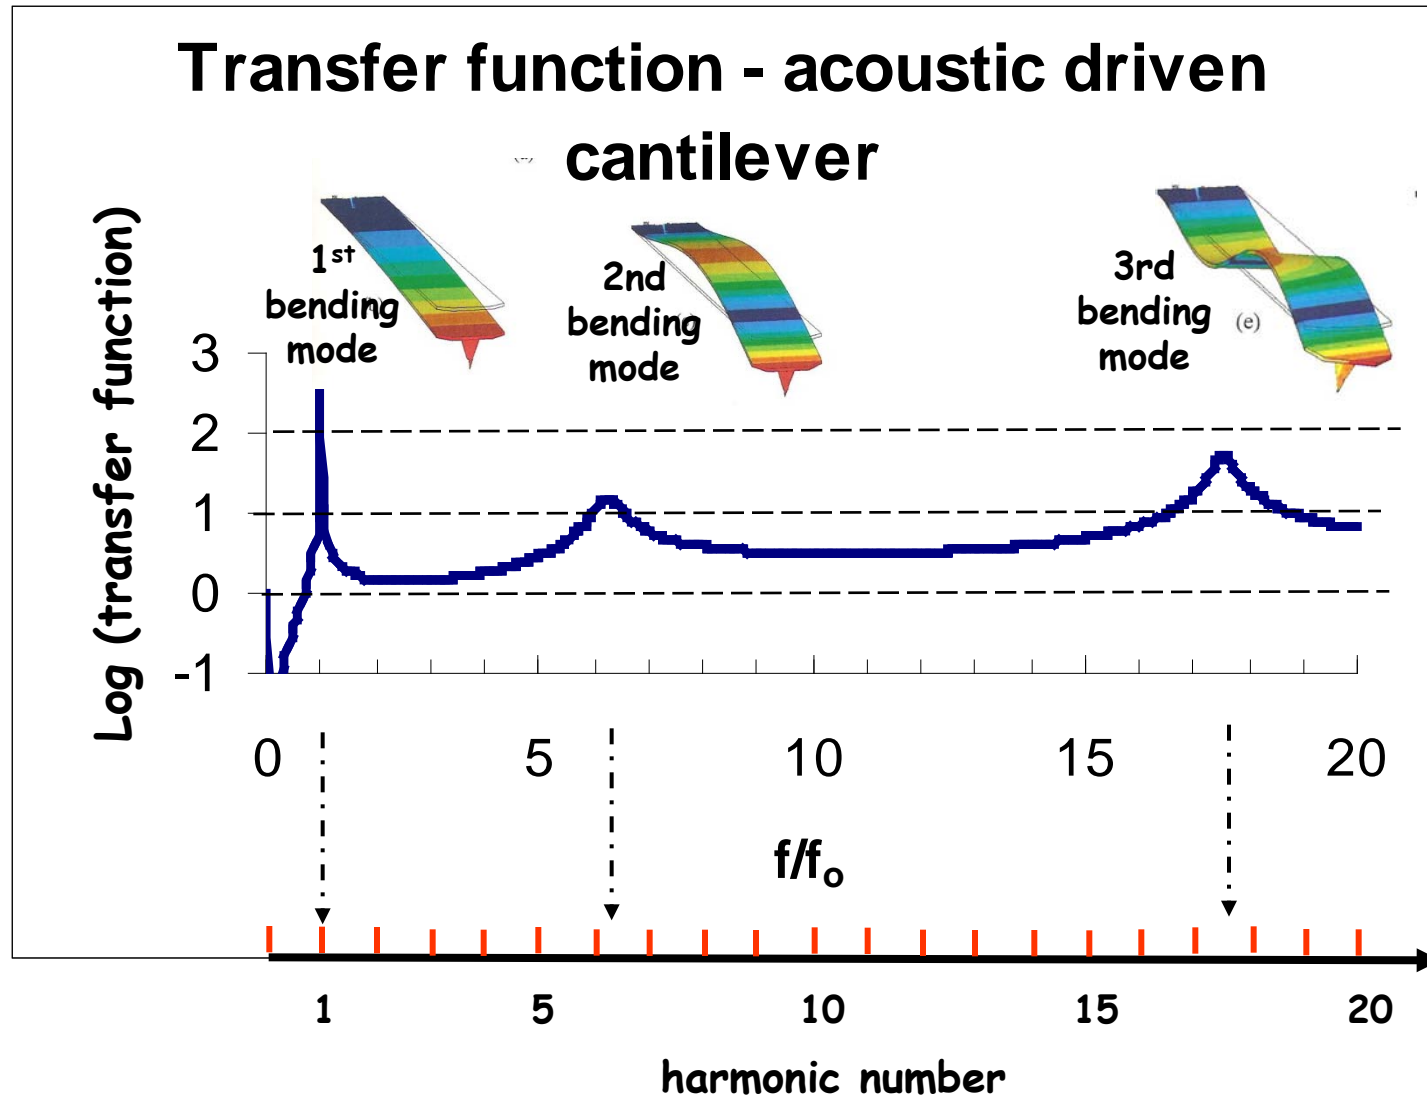 Transfer function - acoustic driven
cantilever
1st
bending
mode
2nd
bending
mode
3rd
bending
mode
(e)
Log (transfer function)
3
2
1
0
-1
0 5 10 15 20
f/fo
1 5 10 15 20
harmonic number